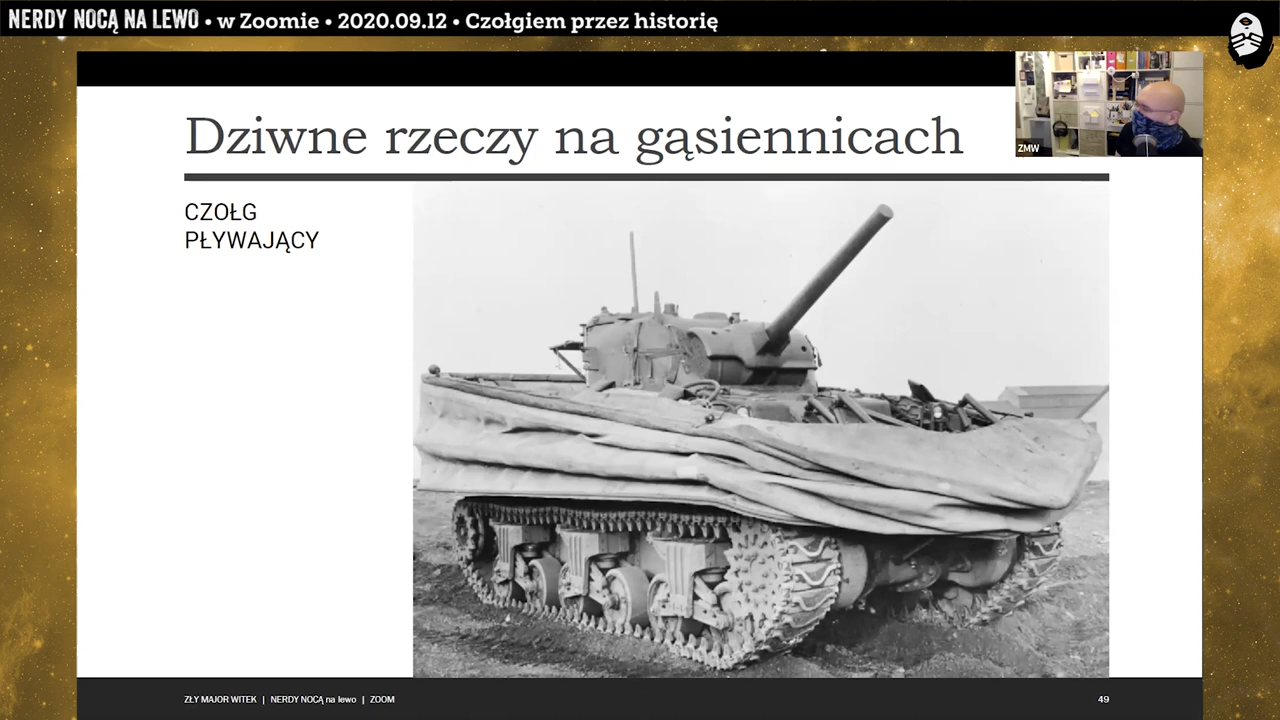 NERDY NOCĄ NA LEWO • w Zoomie • 2020.09.12 • Czołgiem przez historię
Dziwne rzeczy na gąsiennicach
ZMW
CZOŁG
PŁYWAJĄCY
ZŁY MAJOR WITEK | NERDY NOCĄ na lewo | ZOOM
49